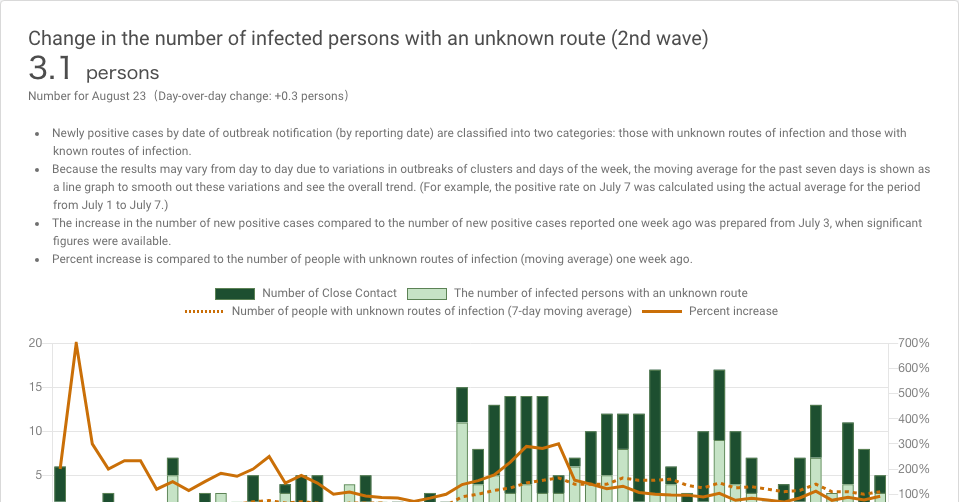 Change in the number of infected persons with an unknown route (2nd wave)
3.1 persons
Number for August 23 (Day-over-day change: +0.3 persons)
• Newly positive cases by date of outbreak notification (by reporting date) are classified into two categories: those with unknown routes of infection and those with
known routes of infection.
• Because the results may vary from day to day due to variations in outbreaks of clusters and days of the week, the moving average for the past seven days is shown as
a line graph to smooth out these variations and see the overall trend. (For example, the positive rate on July 7 was calculated using the actual average for the period
from July 1 to July 7.)
• The increase in the number of new positive cases compared to the number of new positive cases reported one week ago was prepared from July 3, when significant
figures were available.
• Percent increase is compared to the number of people with unknown routes of infection (moving average) one week ago.
Number of Close Contact The number of infected persons with an unknown route
Number of people with unknown routes of infection (7-day moving average) Percent increase
20 700%
600%
15 500%
400%
10 300%
5 200%
100%